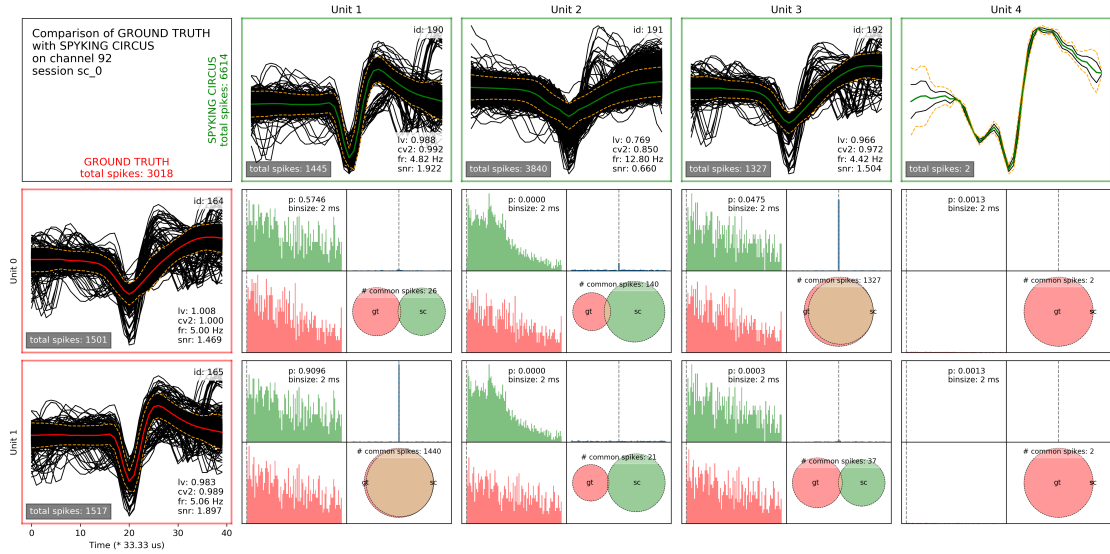 Unit 1
Unit 2
Unit 3
Unit 4
Comparison of GROUND TRUTH
with SPYKING CIRCUS
on channel 92
session sc_0
SPYKING CIRCUS
total spikes: 6614
GROUND TRUTH
total spikes: 3018
id: 190
lv: 0.988
cv2: 0.992
fr: 4.82 Hz
snr: 1.922
total spikes: 1445
id: 191
lv: 0.769
cv2: 0.850
fr: 12.80 Hz
snr: 0.660
total spikes: 3840
id: 192
lv: 0.966
cv2: 0.972
fr: 4.42 Hz
snr: 1.504
total spikes: 1327
total spikes: 2
Unit 0
id: 164
lv: 1.008
cv2: 1.000
fr: 5.00 Hz
snr: 1.469
total spikes: 1501
p: 0.5746
binsize: 2 ms
# common spikes: 26
gt
sc
p: 0.0000
binsize: 2 ms
# common spikes: 140
gt
sc
p: 0.0475
binsize: 2 ms
# common spikes: 1327
gt
sc
p: 0.0013
binsize: 2 ms
# common spikes: 2
gt
sc
Unit 1
id: 165
lv: 0.983
cv2: 0.989
fr: 5.06 Hz
snr: 1.897
total spikes: 1517
p: 0.9096
binsize: 2 ms
# common spikes: 1440
gt
sc
p: 0.0000
binsize: 2 ms
# common spikes: 21
gt
sc
p: 0.0003
binsize: 2 ms
# common spikes: 37
gt
sc
p: 0.0013
binsize: 2 ms
# common spikes: 2
gt
sc
0 10 20 30 40
Time (* 33.33 us)